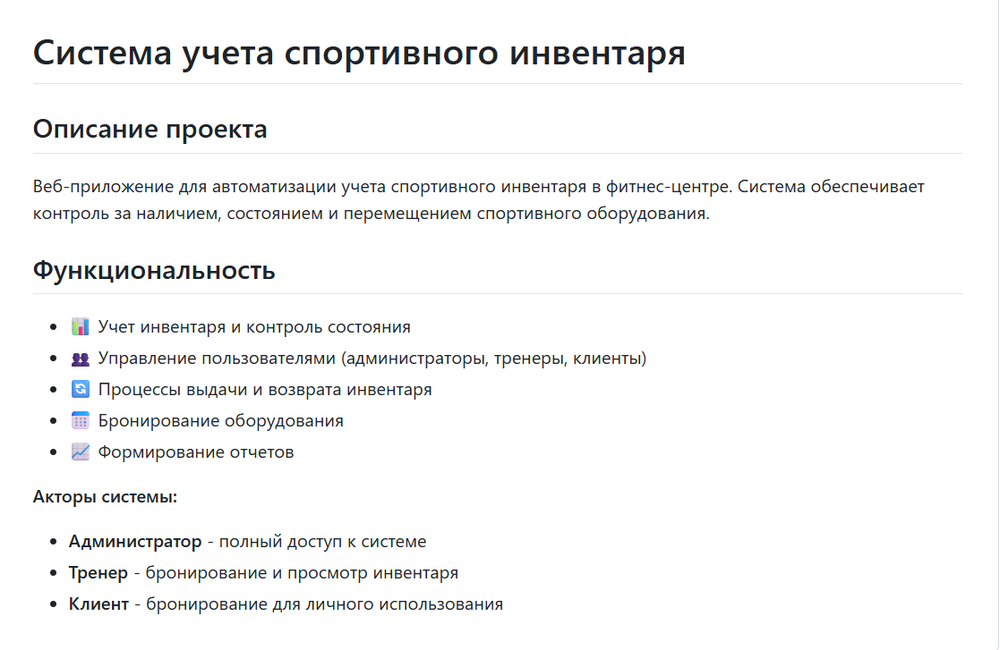 Система учета спортивного инвентаря
Описание проекта
Веб-приложение для автоматизации учета спортивного инвентаря в фитнес-центре. Система обеспечивает
контроль за наличием, состоянием и перемещением спортивного оборудования.
Функциональность
Учет инвентаря и контроль состояния
Управление пользователями (администраторы, тренеры, клиенты)
Процессы выдачи и возврата инвентаря
Бронирование оборудования
Формирование отчетов
Акторы системы:
Администратор - полный доступ к системе
Тренер - бронирование и просмотр инвентаря
Клиент - бронирование для личного использования